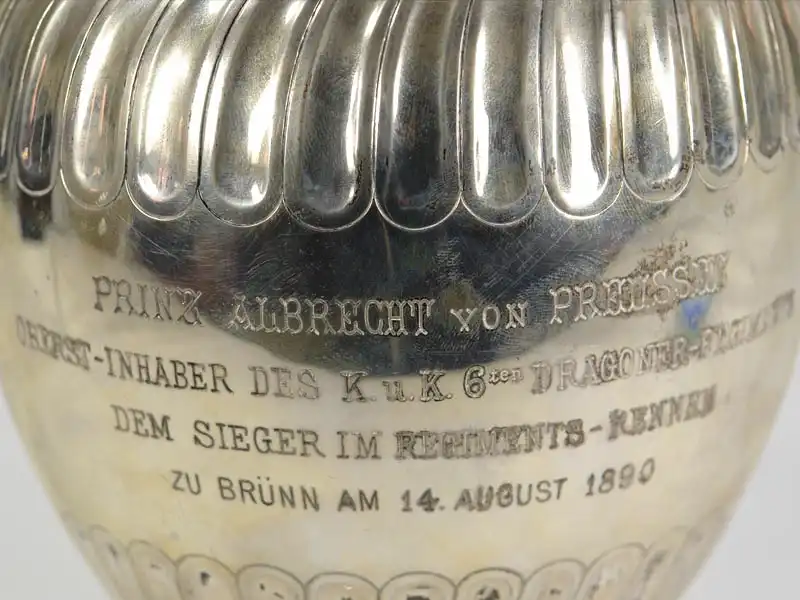 PRINZ ALBRECHT VON PREUSSEN
OBERST-INHABER DES K.u.K. 6ten DRAGONER-REGIMENTS
DEM SIEGER IM REGIMENTS-RENNEN
ZU BRÜNN AM 14. AUGUST 1890